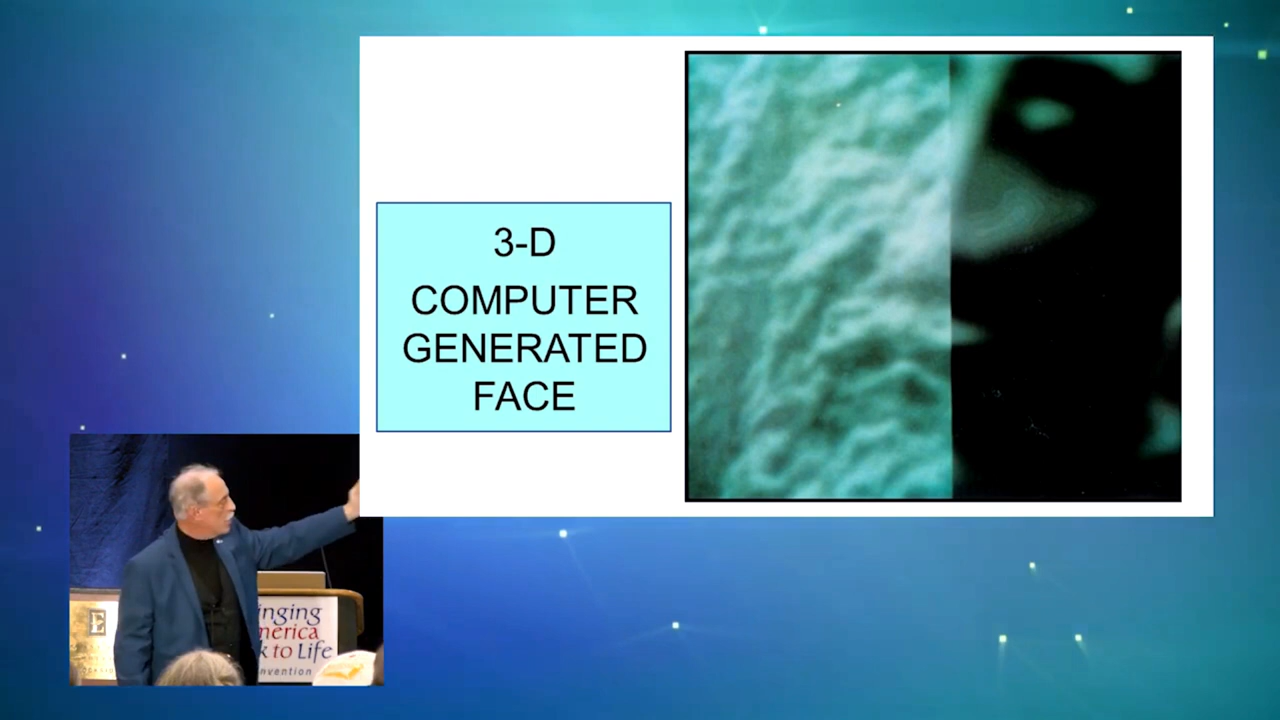 3-D
COMPUTER
GENERATED
FACE
E
inging
merica
k to Life
nvention